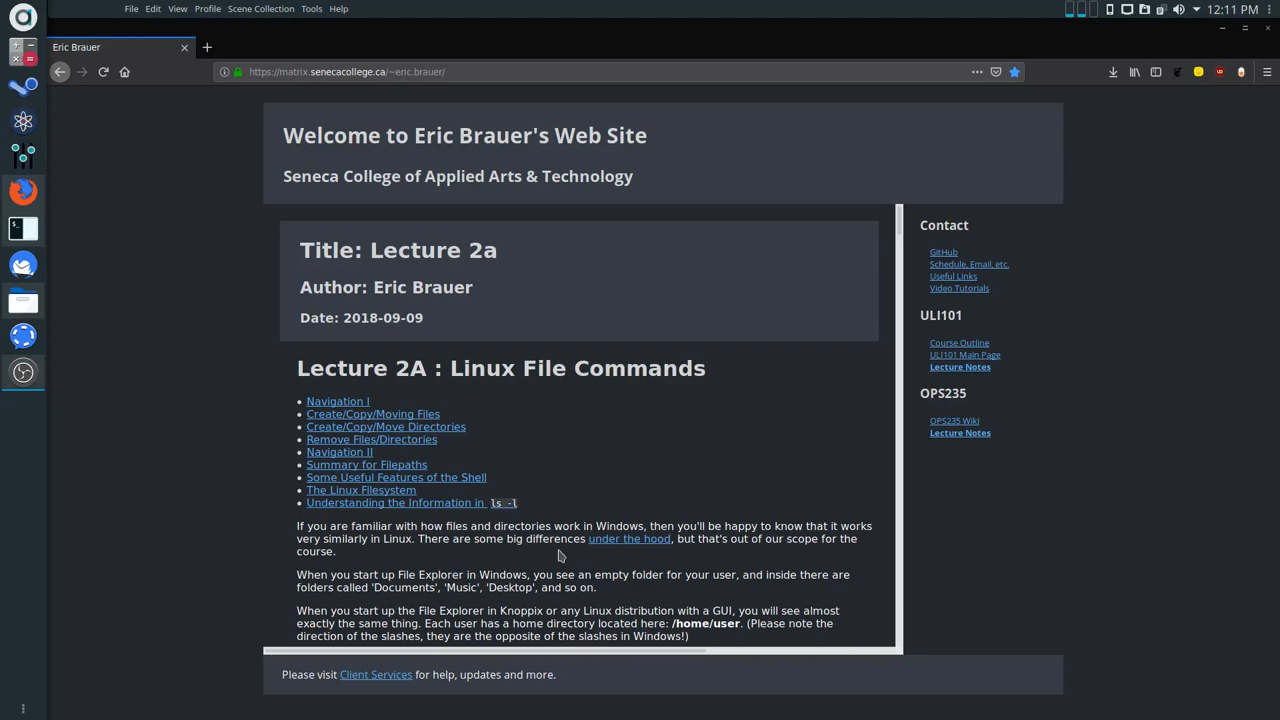 File Edit View Profile Scene Collection Tools Help
12:11 PM
Eric Brauer
https://matrix.senecacollege.ca/~eric.brauer/
Welcome to Eric Brauer's Web Site
Seneca College of Applied Arts & Technology
Title: Lecture 2a
Author: Eric Brauer
Date: 2018-09-09
Lecture 2A : Linux File Commands
Navigation I
Create/Copy/Moving Files
Create/Copy/Move Directories
Remove Files/Directories
Navigation II
Summary for Filepaths
Some Useful Features of the Shell
The Linux Filesystem
Understanding the Information in ls -l
If you are familiar with how files and directories work in Windows, then you'll be happy to know that it works
very similarly in Linux. There are some big differences under the hood, but that's out of our scope for the
course.
When you start up File Explorer in Windows, you see an empty folder for your user, and inside there are
folders called 'Documents', 'Music', 'Desktop', and so on.
When you start up the File Explorer in Knoppix or any Linux distribution with a GUI, you will see almost
exactly the same thing. Each user has a home directory located here: /home/user. (Please note the
direction of the slashes, they are the opposite of the slashes in Windows!)
Contact
GitHub
Schedule, Email, etc.
Useful Links
Video Tutorials
ULI101
Course Outline
ULI101 Main Page
Lecture Notes
OPS235
OPS235 Wiki
Lecture Notes
Please visit Client Services for help, updates and more.